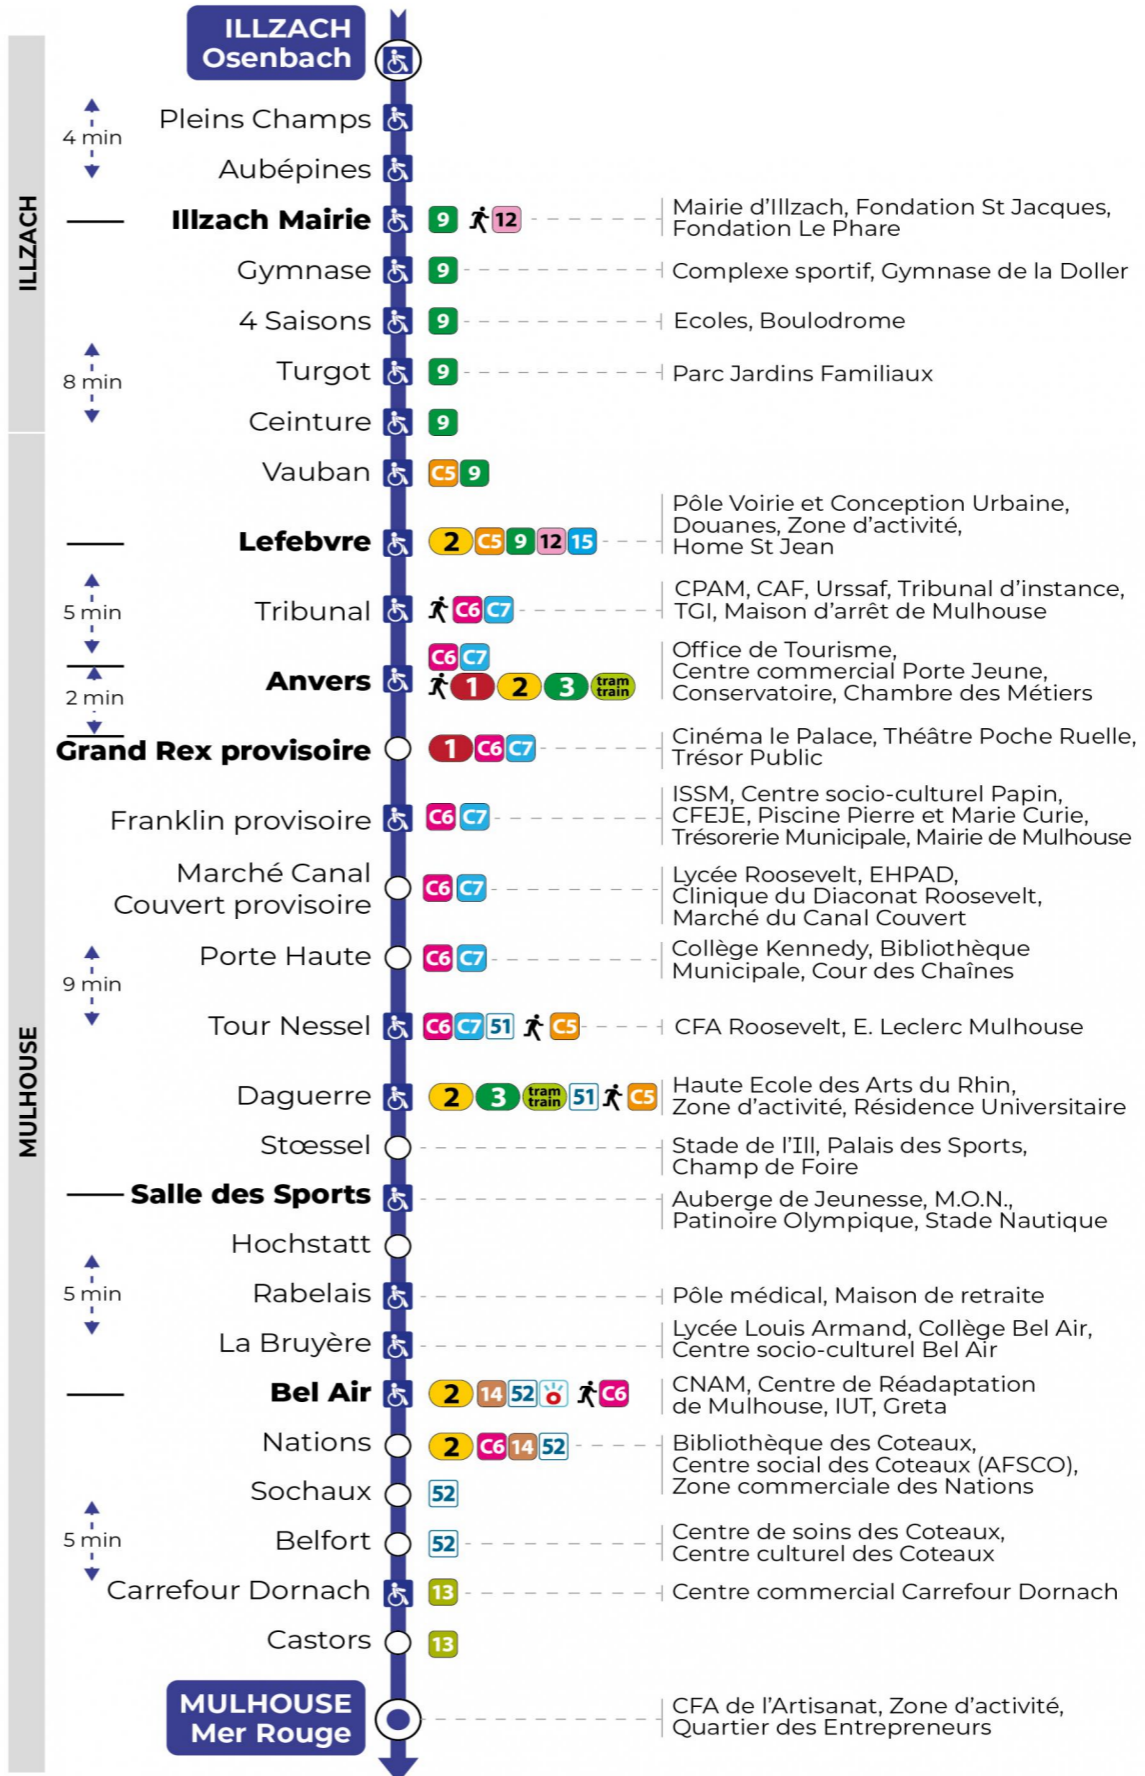 ILLZACH
Osenbach
Pleins Champs
4 min
Aubépines
ILLZACH
Illzach Mairie 9 12
Mairie d'Illzach, Fondation St Jacques,
Fondation Le Phare
Gymnase 9
Complexe sportif, Gymnase de la Doller
4 Saisons 9
Ecoles, Boulodrome
8 min
Turgot 9
Parc Jardins Familiaux
Ceinture 9
Vauban C5 9
Lefebvre 2 C5 9 12 15
Pôle Voirie et Conception Urbaine,
Douanes, Zone d'activité,
Home St Jean
5 min
Tribunal C6 C7
CPAM, CAF, Urssaf, Tribunal d'instance,
TGI, Maison d'arrêt de Mulhouse
C6 C7
Anvers 1 2 3 tram
train
Office de Tourisme,
Centre commercial Porte Jeune,
Conservatoire, Chambre des Métiers
2 min
Grand Rex provisoire 1 C6 C7
Cinéma le Palace, Théâtre Poche Ruelle,
Trésor Public
Franklin provisoire C6 C7
ISSM, Centre socio-culturel Papin,
CFEJE, Piscine Pierre et Marie Curie,
Trésorerie Municipale, Mairie de Mulhouse
Marché Canal
Couvert provisoire C6 C7
Lycée Roosevelt, EHPAD,
Clinique du Diaconat Roosevelt,
Marché du Canal Couvert
Porte Haute C6 C7
Collège Kennedy, Bibliothèque
Municipale, Cour des Chaînes
9 min
MULHOUSE
Tour Nessel C6 C7 51 C5
CFA Roosevelt, E. Leclerc Mulhouse
Daguerre 2 3 tram
train 51 C5
Haute Ecole des Arts du Rhin,
Zone d'activité, Résidence Universitaire
Stœssel
Stade de l'Ill, Palais des Sports,
Champ de Foire
Salle des Sports
Auberge de Jeunesse, M.O.N.,
Patinoire Olympique, Stade Nautique
Hochstatt
5 min
Rabelais
Pôle médical, Maison de retraite
La Bruyère
Lycée Louis Armand, Collège Bel Air,
Centre socio-culturel Bel Air
Bel Air 2 14 52 C6
CNAM, Centre de Réadaptation
de Mulhouse, IUT, Greta
Nations 2 C6 14 52
Bibliothèque des Coteaux,
Centre social des Coteaux (AFSCO),
Zone commerciale des Nations
Sochaux 52
5 min
Belfort 52
Centre de soins des Coteaux,
Centre culturel des Coteaux
Carrefour Dornach 13
Centre commercial Carrefour Dornach
Castors 13
MULHOUSE
Mer Rouge
CFA de l'Artisanat, Zone d'activité,
Quartier des Entrepreneurs